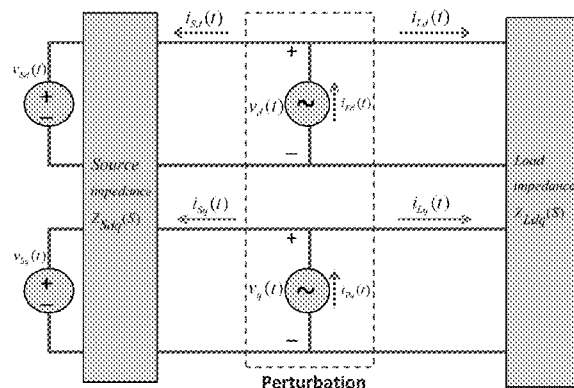 i_Sd(t)
i_Ld(t)
v_Sd(t)
+
−
+
−
v_d(t)
i_Pd(t)
Source
impedance
Z_Sdq(S)
Load
impedance
Z_Ldq(S)
i_Sq(t)
i_Lq(t)
v_Sq(t)
+
−
+
−
v_q(t)
i_Pq(t)
Perturbation